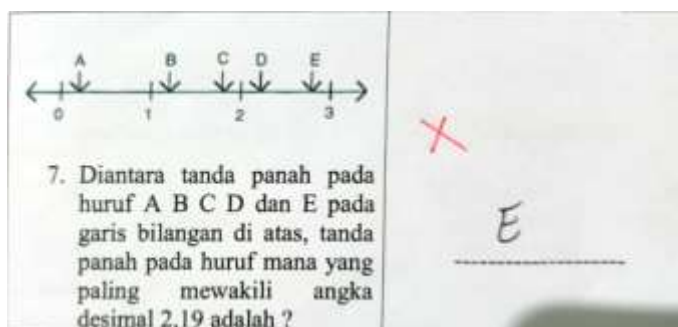 A B C D E
0 1 2 3
7. Diantara tanda panah pada
huruf A B C D dan E pada
garis bilangan di atas, tanda
panah pada huruf mana yang
paling mewakili angka
desimal 2,19 adalah ?
E